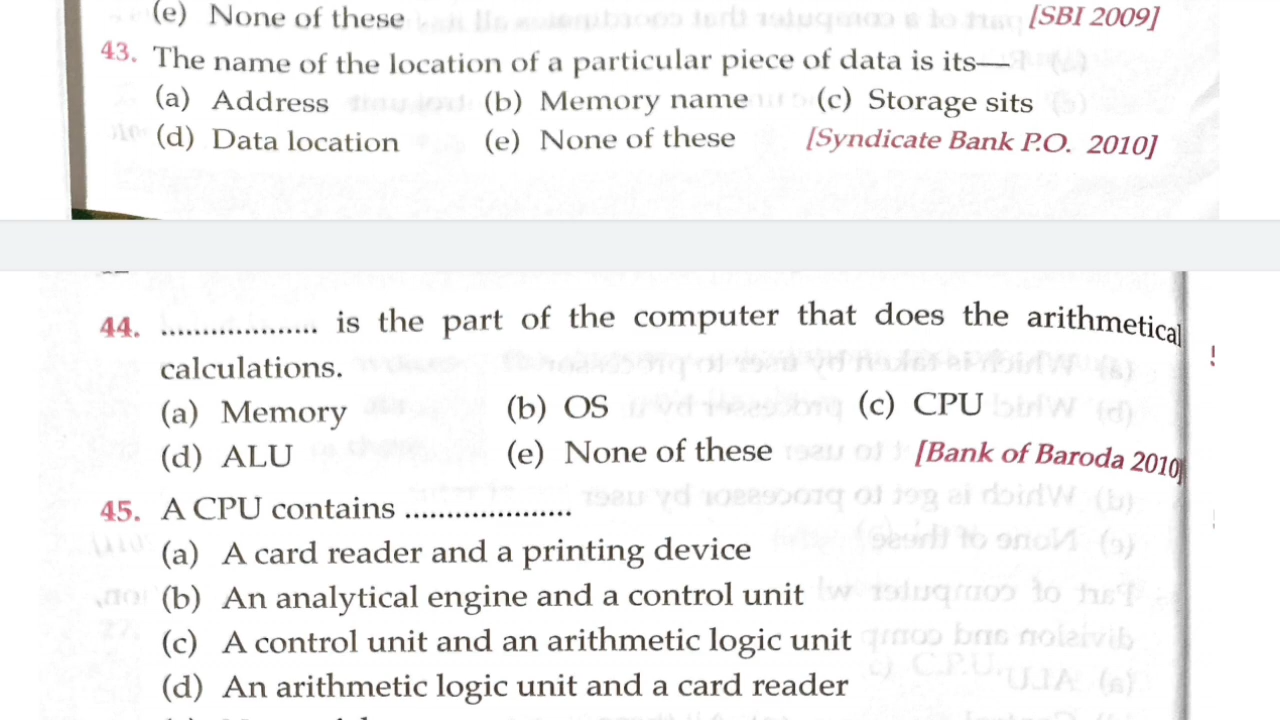 (e) None of these [SBI 2009]
43. The name of the location of a particular piece of data is its—
(a) Address (b) Memory name (c) Storage sits
(d) Data location (e) None of these [Syndicate Bank P.O. 2010]
44. ................... is the part of the computer that does the arithmetical
calculations.
(a) Memory (b) OS (c) CPU
(d) ALU (e) None of these [Bank of Baroda 2010]
45. A CPU contains ....................
(a) A card reader and a printing device
(b) An analytical engine and a control unit
(c) A control unit and an arithmetic logic unit
(d) An arithmetic logic unit and a card reader